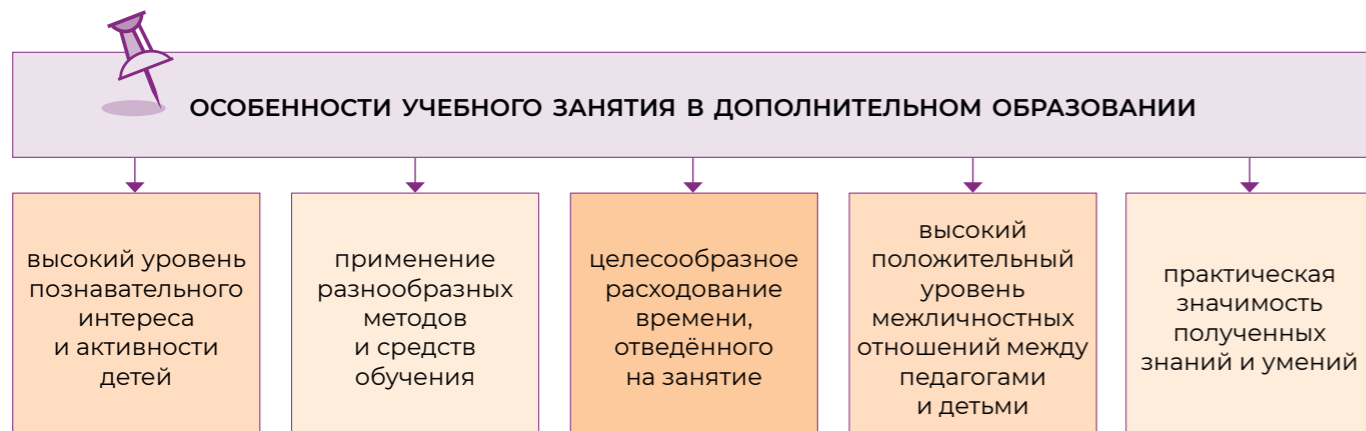 ОСОБЕННОСТИ УЧЕБНОГО ЗАНЯТИЯ В ДОПОЛНИТЕЛЬНОМ ОБРАЗОВАНИИ
высокий уровень
познавательного
интереса
и активности
детей
применение
разнообразных
методов
и средств
обучения
целесообразное
расходование
времени,
отведённого
на занятие
высокий
положительный
уровень
межличностных
отношений между
педагогами
и детьми
практическая
значимость
полученных
знаний и умений